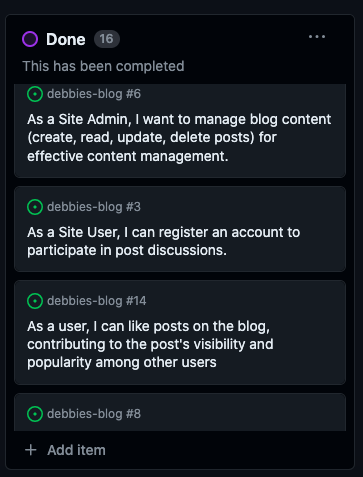 Done 16 ...
This has been completed
debbies-blog #6
As a Site Admin, I want to manage blog content
(create, read, update, delete posts) for
effective content management.
debbies-blog #3
As a Site User, I can register an account to
participate in post discussions.
debbies-blog #14
As a user, I can like posts on the blog,
contributing to the post's visibility and
popularity among other users
debbies-blog #8
+ Add item